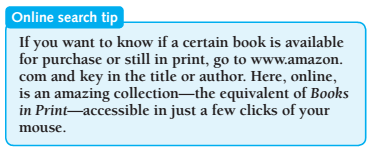 Online search tip
If you want to know if a certain book is available
for purchase or still in print, go to www.amazon.
com and key in the title or author. Here, online,
is an amazing collection—the equivalent of Books
in Print—accessible in just a few clicks of your
mouse.